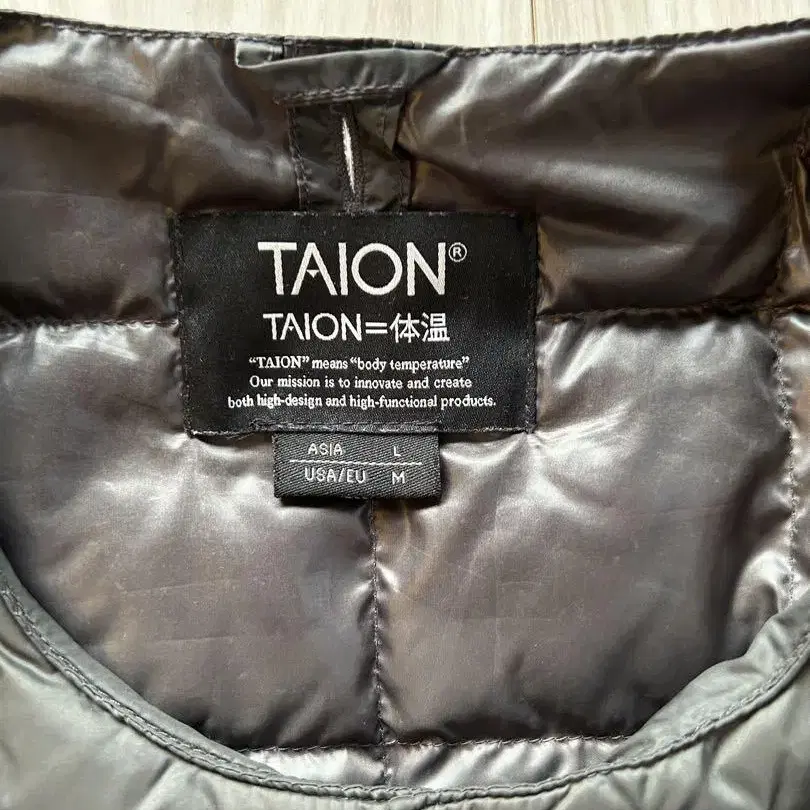 TAION®
TAION=体温
“TAION” means “body temperature”
Our mission is to innovate and create
both high-design and high-functional products.
ASIA L
USA/EU M